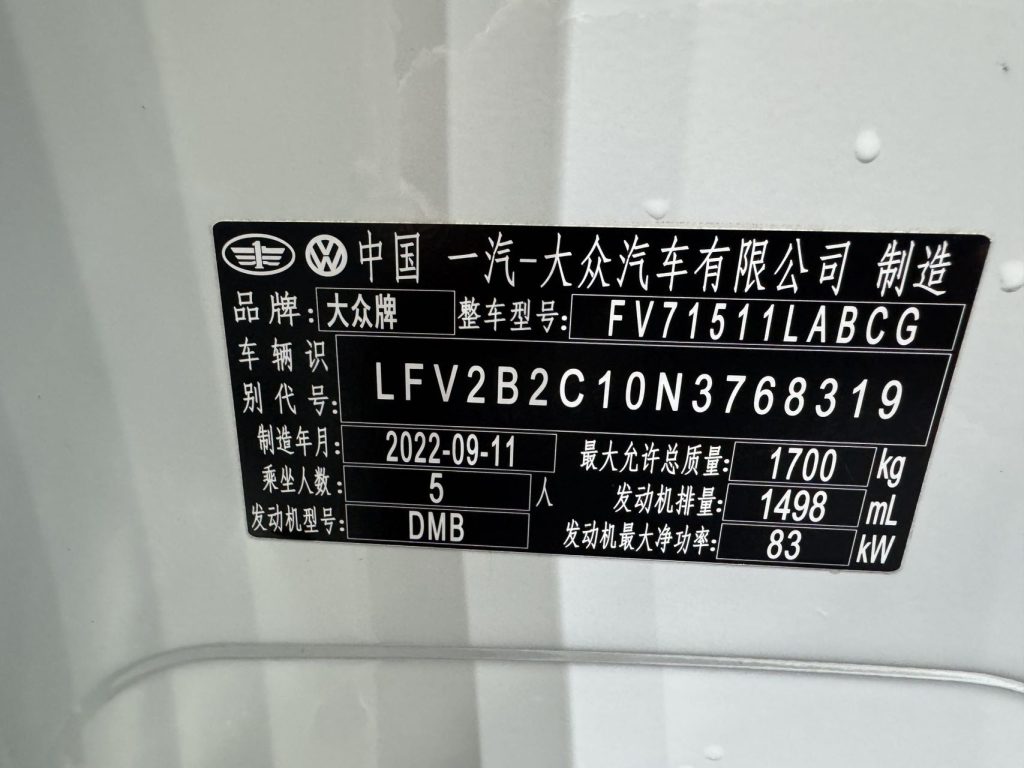 中国 一汽-大众汽车有限公司 制造
品牌: 大众牌 整车型号: FV71511LABCG
车辆识别代号: LFV2B2C10N3768319
制造年月: 2022-09-11 最大允许总质量: 1700 kg
乘坐人数: 5 人 发动机排量: 1498 mL
发动机型号: DMB 发动机最大净功率: 83 kW